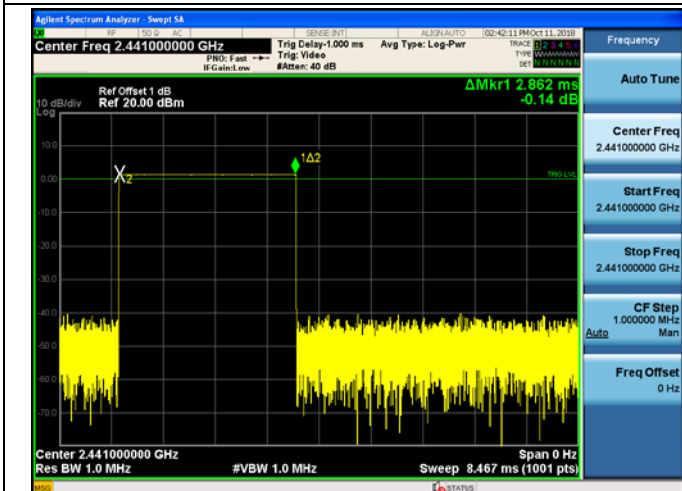 Agilent Spectrum Analyzer - Swept SA
RF 50 Ω AC SENSE:INT ALIGN AUTO 02:42:11 PM Oct 11, 2018
Center Freq 2.441000000 GHz
PNO: Fast
IFGain:Low
Trig Delay-1.000 ms
Trig: Video
#Atten: 40 dB
Avg Type: Log-Pwr
TRACE 1 2 3 4 5 6
TYPE
DET N N N N N N
Ref Offset 1 dB
10 dB/div Ref 20.00 dBm
Log
ΔMkr1 2.862 ms
-0.14 dB
10.0
0.00
-10.0
-20.0
-30.0
-40.0
-50.0
-60.0
-70.0
X2
1Δ2
TRIG LVL
Center 2.441000000 GHz Span 0 Hz
Res BW 1.0 MHz #VBW 1.0 MHz Sweep 8.467 ms (1001 pts)
MSG STATUS
Frequency
Auto Tune
Center Freq
2.441000000 GHz
Start Freq
2.441000000 GHz
Stop Freq
2.441000000 GHz
CF Step
1.000000 MHz
Auto Man
Freq Offset
0 Hz